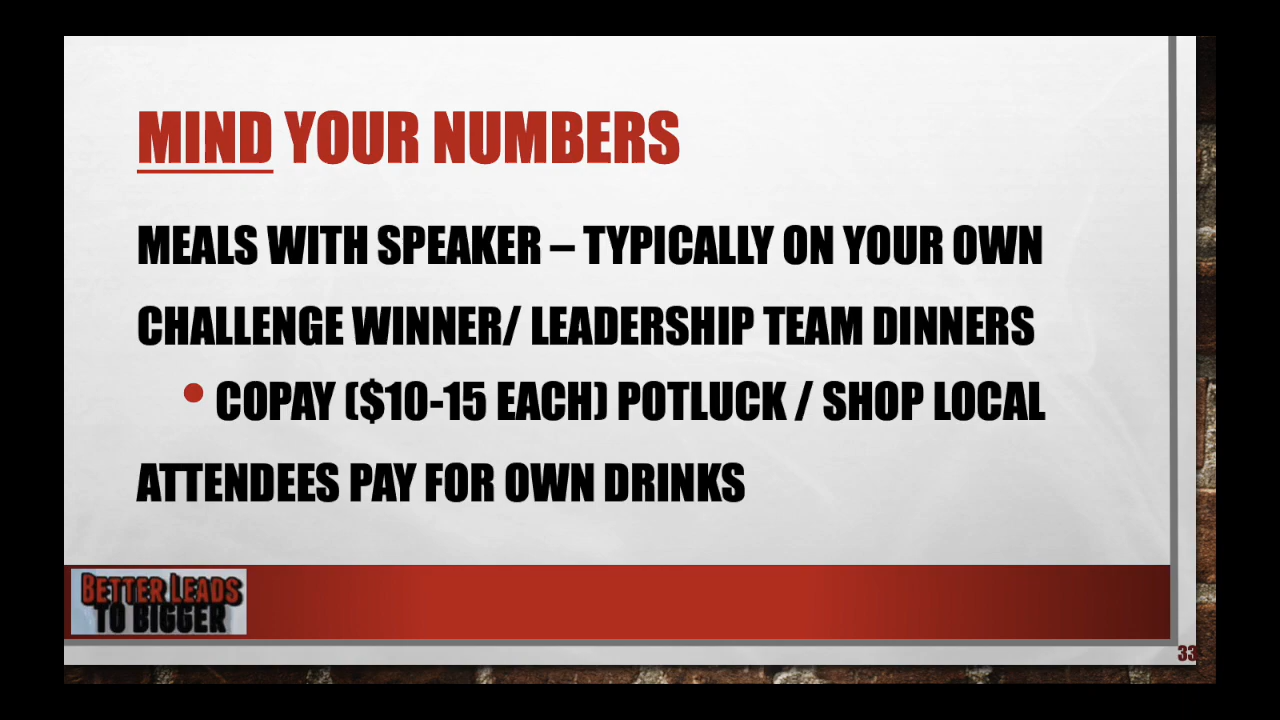 MIND YOUR NUMBERS
MEALS WITH SPEAKER – TYPICALLY ON YOUR OWN
CHALLENGE WINNER/ LEADERSHIP TEAM DINNERS
• COPAY ($10-15 EACH) POTLUCK / SHOP LOCAL
ATTENDEES PAY FOR OWN DRINKS
BETTER LEADS
TO BIGGER
33